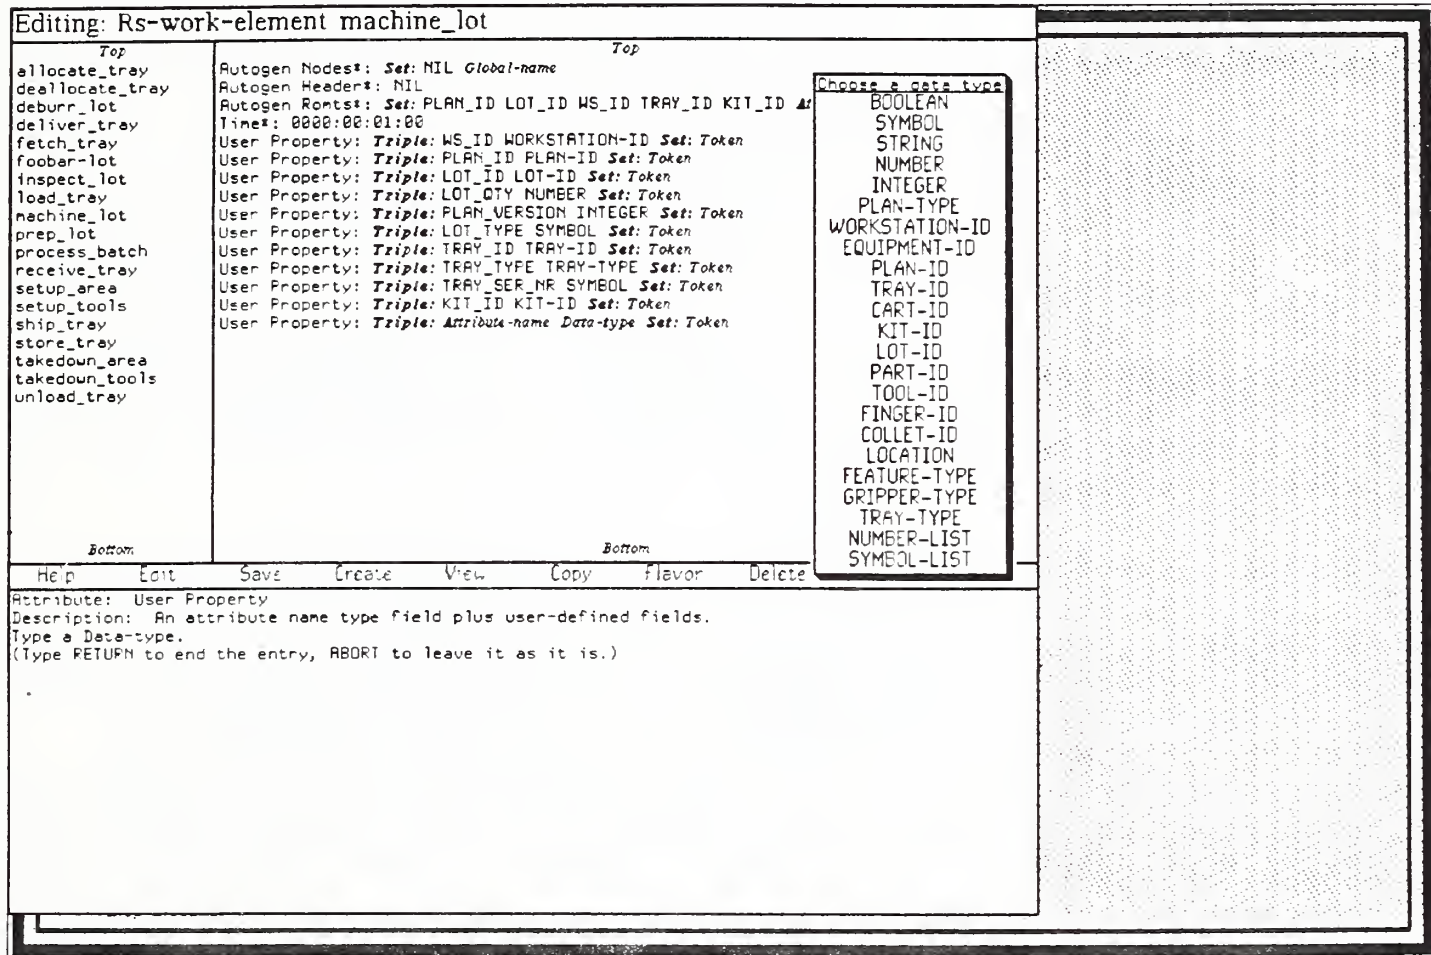 Editing: Rs-work-element machine_lot
Top
allocate_tray
deallocate_tray
deburr_lot
deliver_tray
fetch_tray
foobar-lot
inspect_lot
load_tray
machine_lot
prep_lot
process_batch
receive_tray
setup_area
setup_tools
ship_tray
store_tray
takedown_area
takedown_tools
unload_tray
Bottom
Top
Autogen Nodes*: Set: NIL Global-name
Autogen Header*: NIL
Autogen Romts*: Set: PLAN_ID LOT_ID WS_ID TRAY_ID KIT_ID
Time*: 0000:00:01:00
User Property: Triple: WS_ID WORKSTATION-ID Set: Token
User Property: Triple: PLAN_ID PLAN-ID Set: Token
User Property: Triple: LOT_ID LOT-ID Set: Token
User Property: Triple: LOT_QTY NUMBER Set: Token
User Property: Triple: PLAN_VERSION INTEGER Set: Token
User Property: Triple: LOT_TYPE SYMBOL Set: Token
User Property: Triple: TRAY_ID TRAY-ID Set: Token
User Property: Triple: TRAY_TYPE TRAY-TYPE Set: Token
User Property: Triple: TRAY_SER_NR SYMBOL Set: Token
User Property: Triple: KIT_ID KIT-ID Set: Token
User Property: Triple: Attribute-name Data-type Set: Token
Bottom
Choose a data type
BOOLEAN
SYMBOL
STRING
NUMBER
INTEGER
PLAN-TYPE
WORKSTATION-ID
EQUIPMENT-ID
PLAN-ID
TRAY-ID
CART-ID
KIT-ID
LOT-ID
PART-ID
TOOL-ID
FINGER-ID
COLLET-ID
LOCATION
FEATURE-TYPE
GRIPPER-TYPE
TRAY-TYPE
NUMBER-LIST
SYMBOL-LIST
Help Edit Save Create View Copy Flavor Delete
Attribute: User Property
Description: An attribute name type field plus user-defined fields.
Type a Data-type.
(Type RETURN to end the entry, ABORT to leave it as it is.)